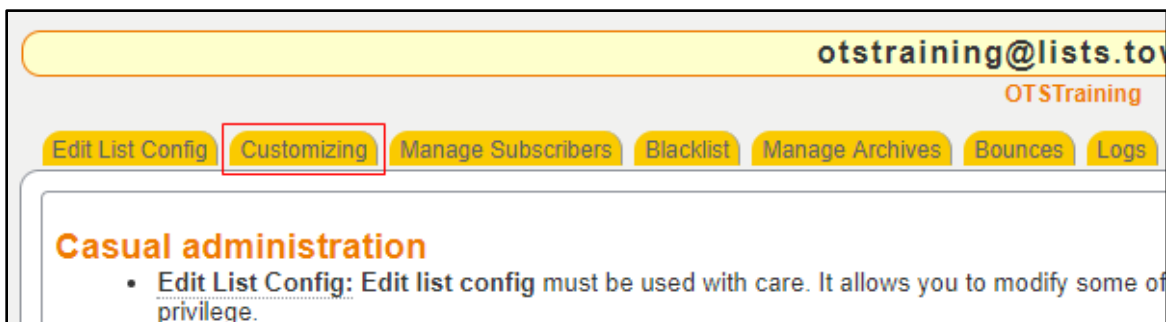 otstraining@lists.to
OTSTraining
Edit List Config Customizing Manage Subscribers Blacklist Manage Archives Bounces Logs
Casual administration
• Edit List Config: Edit list config must be used with care. It allows you to modify some of
privilege.